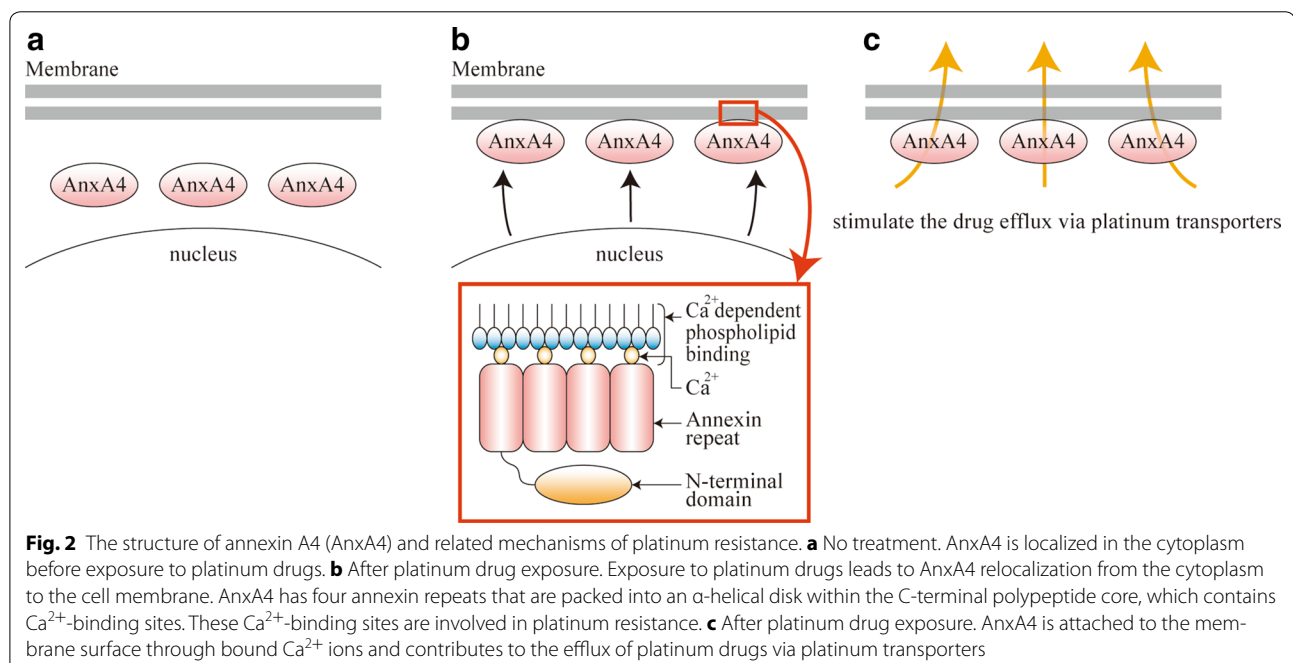 a
Membrane
AnxA4 AnxA4 AnxA4
nucleus
b
Membrane
AnxA4 AnxA4 AnxA4
nucleus
Ca2+ dependent
phospholipid
binding
Ca2+
Annexin
repeat
N-terminal
domain
c
AnxA4 AnxA4 AnxA4
stimulate the drug efflux via platinum transporters
Fig. 2 The structure of annexin A4 (AnxA4) and related mechanisms of platinum resistance. a No treatment. AnxA4 is localized in the cytoplasm
before exposure to platinum drugs. b After platinum drug exposure. Exposure to platinum drugs leads to AnxA4 relocalization from the cytoplasm
to the cell membrane. AnxA4 has four annexin repeats that are packed into an α-helical disk within the C-terminal polypeptide core, which contains
Ca2+-binding sites. These Ca2+-binding sites are involved in platinum resistance. c After platinum drug exposure. AnxA4 is attached to the mem-
brane surface through bound Ca2+ ions and contributes to the efflux of platinum drugs via platinum transporters